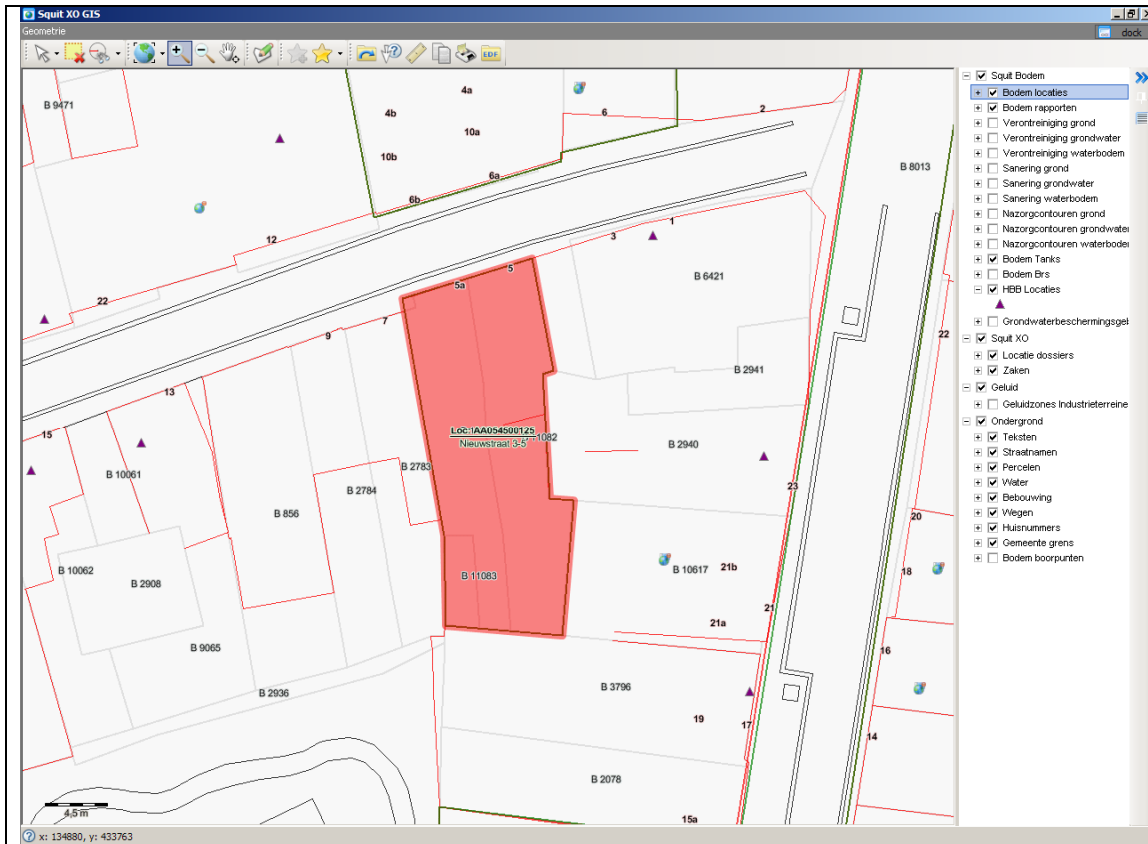 Squit XO GIS
Geometrie
dock
EDF
B 9471
4a
4b
10a
10b
6
2
6a
6b
B 8013
12
1
3
5
5a
22
B 6421
7
9
22
B 2941
13
15
Loc: AA054500125
1082
Nieuwstraat 3-5
B 2940
B 2783
B 10061
B 2784
23
B 856
20
B 10062
B 2908
B 11083
B 10617
21b
18
21
21a
B 9065
16
B 2936
B 3796
19
17
14
B 2078
4,5 m
15a
Squit Bodem
Bodem locaties
Bodem rapporten
Verontreiniging grond
Verontreiniging grondwater
Verontreiniging waterbodem
Sanering grond
Sanering grondwater
Sanering waterbodem
Nazorgcontouren grond
Nazorgcontouren grondwater
Nazorgcontouren waterboder
Bodem Tanks
Bodem Brs
HBB Locaties
Grondwaterbeschermingsgel
Squit XO
Locatie dossiers
Zaken
Geluid
Geluidzones Industrieterreine
Ondergrond
Teksten
Straatnamen
Percelen
Water
Bebouwing
Wegen
Huisnummers
Gemeente grens
Bodem boorpunten
x: 134880, y: 433763